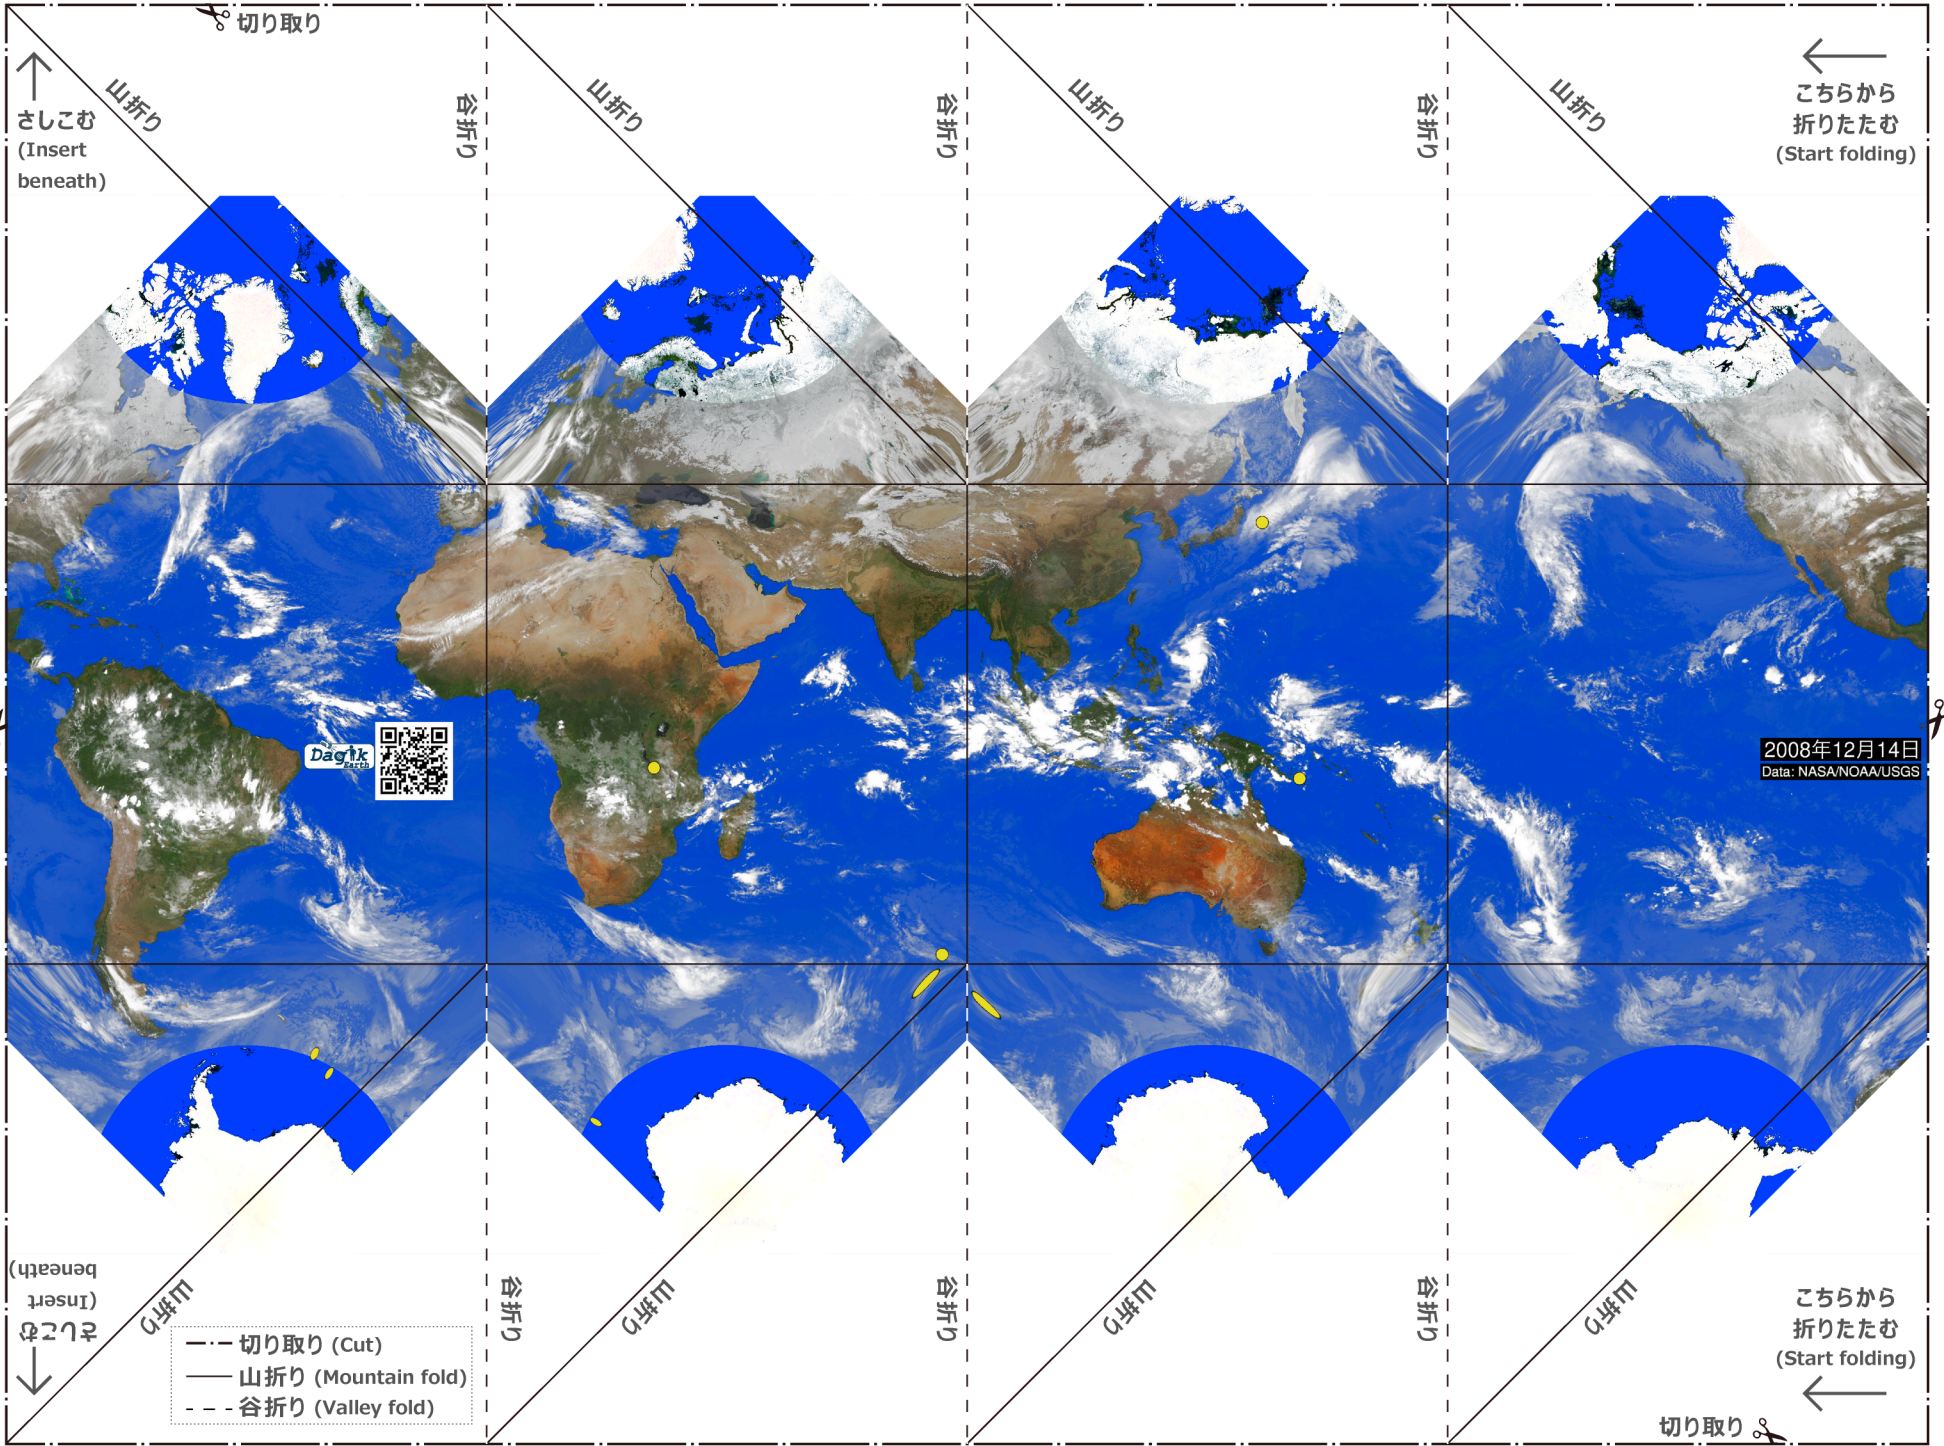 切り取り
山折り
谷折り
山折り
谷折り
山折り
谷折り
山折り
さしこむ
(Insert
beneath)
こちらから
折りたたむ
(Start folding)
Dagik
Earth
2008年12月14日
Data: NASA/NOAA/USGS
さしこむ
(Insert
beneath)
山折り
谷折り
山折り
谷折り
山折り
谷折り
山折り
切り取り (Cut)
山折り (Mountain fold)
谷折り (Valley fold)
こちらから
折りたたむ
(Start folding)
切り取り